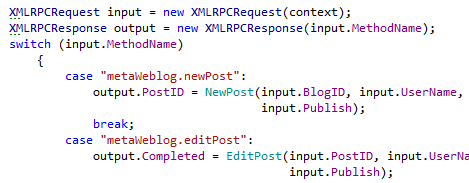 XMLRPCRequest input = new XMLRPCRequest(context);
XMLRPCResponse output = new XMLRPCResponse(input.MethodName);
switch (input.MethodName)
{
case "metaWeblog.newPost":
output.PostID = NewPost(input.BlogID, input.UserName,
input.Publish);
break;
case "metaWeblog.editPost":
output.Completed = EditPost(input.PostID, input.UserNa
input.Publish);